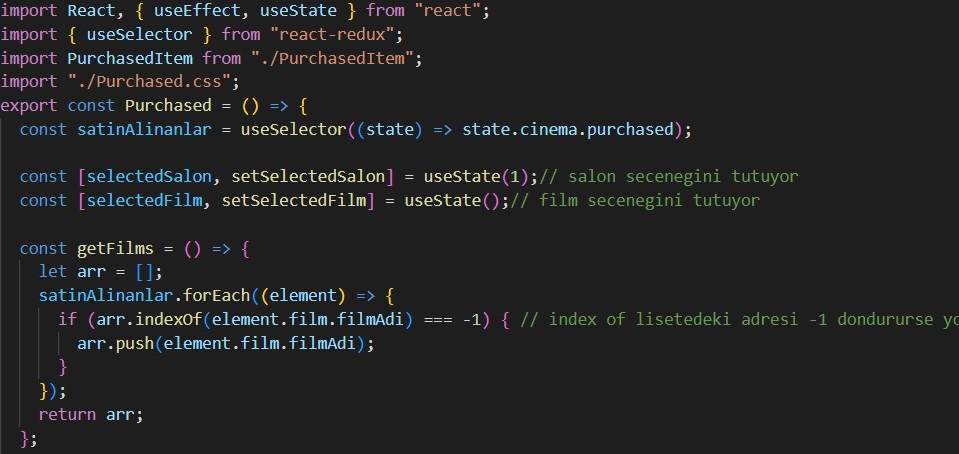 import React, { useEffect, useState } from "react";
import { useSelector } from "react-redux";
import PurchasedItem from "./PurchasedItem";
import "./Purchased.css";
export const Purchased = () => {
const satinAlinanlar = useSelector((state) => state.cinema.purchased);
const [selectedSalon, setSelectedSalon] = useState(1);// salon secenegini tutuyor
const [selectedFilm, setSelectedFilm] = useState();// film secenegini tutuyor
const getFilms = () => {
let arr = [];
satinAlinanlar.forEach((element) => {
if (arr.indexOf(element.film.filmAdi) === -1) { // index of lisetedeki adresi -1 dondururse
arr.push(element.film.filmAdi);
}
});
return arr;
};